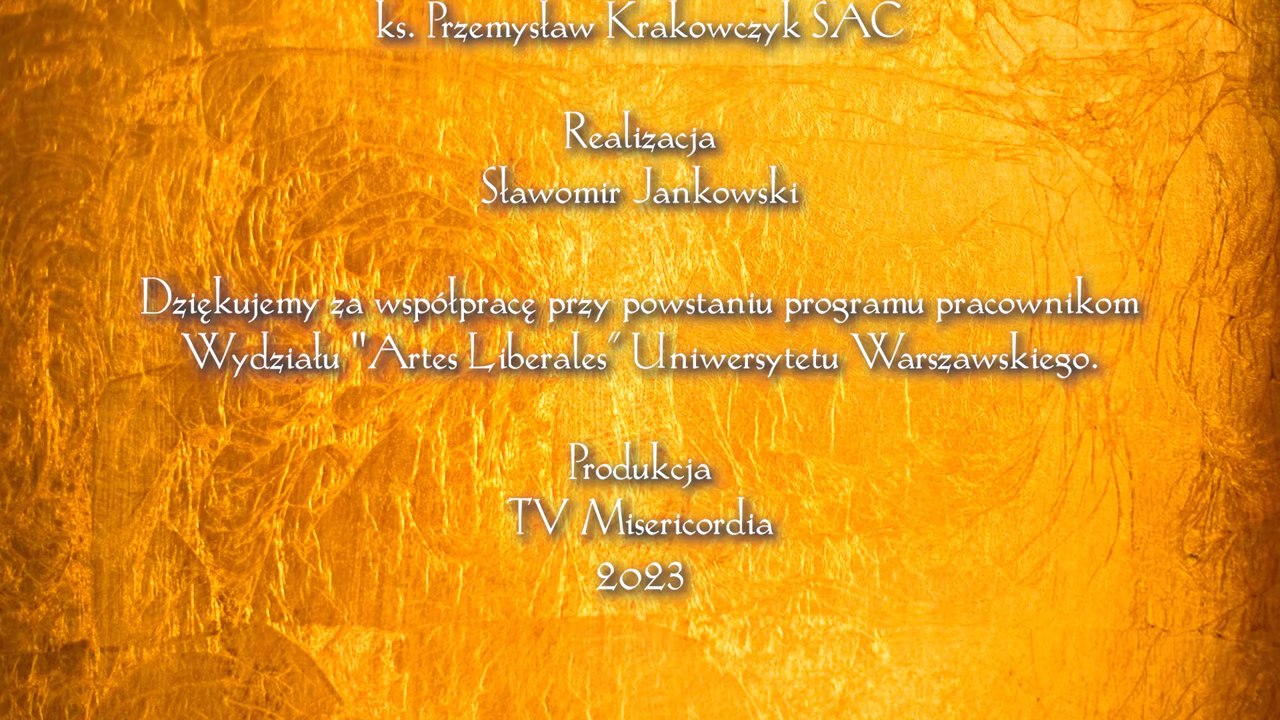 ks. Przemysław Krakowczyk SAC
Realizacja
Sławomir Jankowski
Dziękujemy za współpracę przy powstaniu programu pracownikom
Wydziału "Artes Liberales” Uniwersytetu Warszawskiego.
Produkcja
TV Misericordia
2023